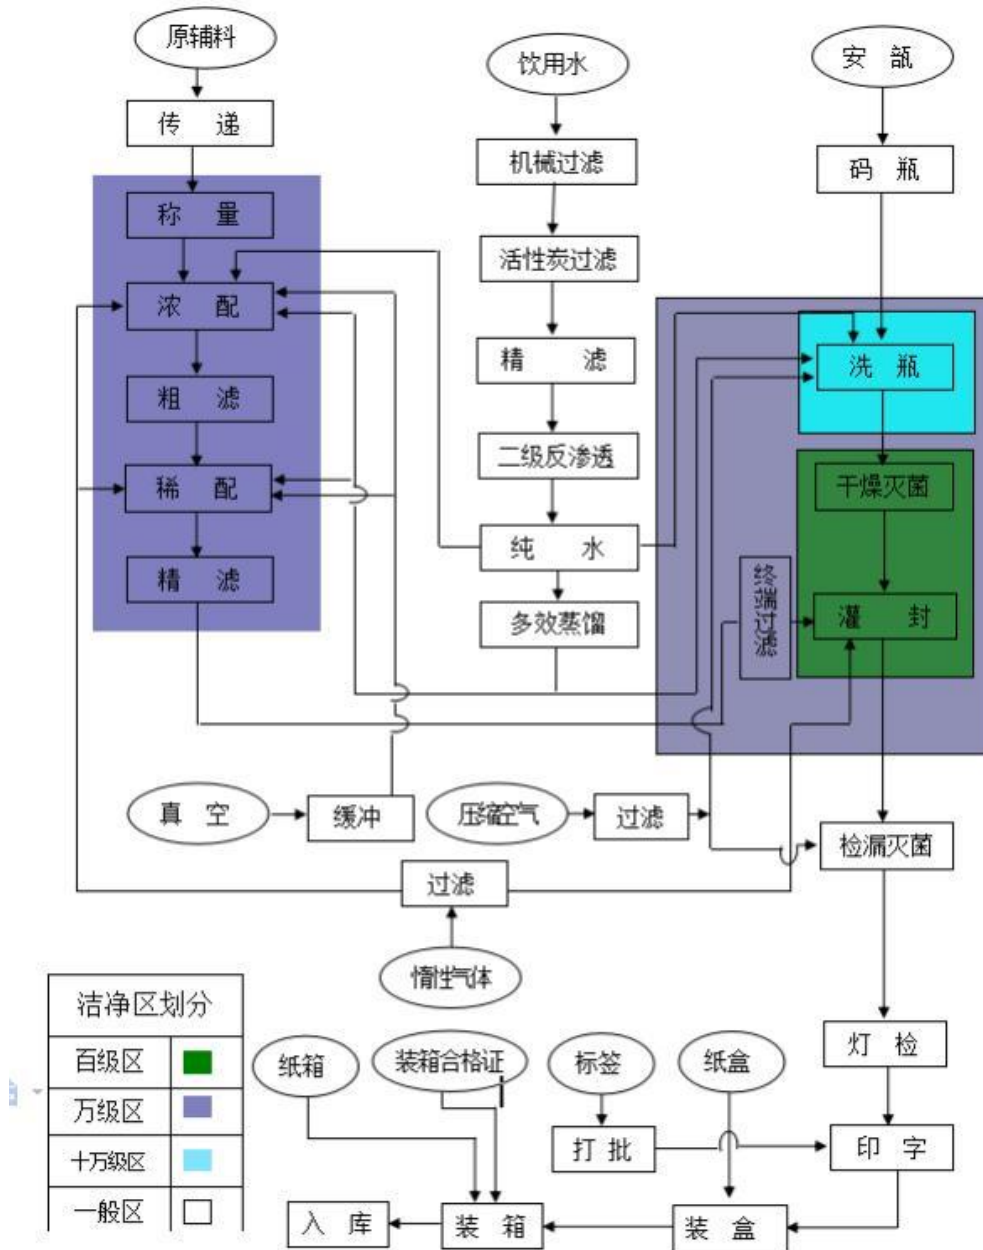 原辅料
饮用水
安 瓿
传 递
机械过滤
码 瓶
称 量
活性炭过滤
浓 配
精 滤
洗 瓶
粗 滤
二级反渗透
稀 配
干燥灭菌
纯 水
精 滤
多效蒸馏
终端过滤
灌 封
真 空
缓冲
压缩空气
过滤
检漏灭菌
过滤
惰性气体
洁净区划分
百级区
万级区
十万级区
一般区
纸箱
装箱合格证
标签
纸盒
灯 检
打 批
印 字
入 库
装 箱
装 盒